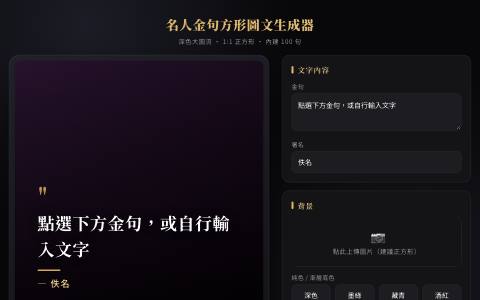 名人金句方形圖文生成器
深色大圖流 · 1:1 正方形 · 內建 100 句
"
點選下方金句，或自行輸
入文字
— 佚名
文字內容
金句
點選下方金句，或自行輸入文字
署名
佚名
背景
點此上傳圖片（建議正方形）
純色 / 漸層底色
深色
墨綠
藏青
酒紅